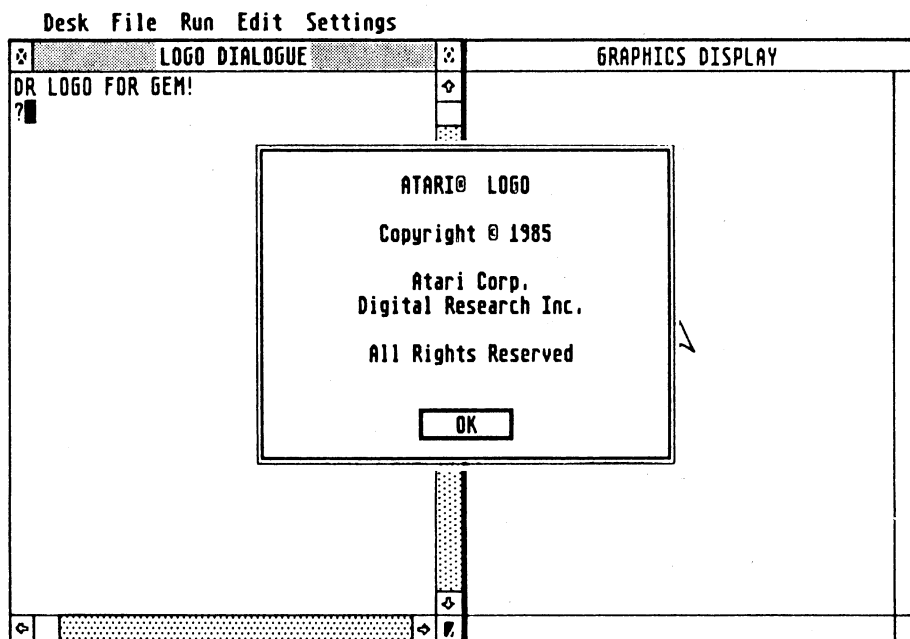 Desk File Run Edit Settings
LOGO DIALOGUE
GRAPHICS DISPLAY
DR LOGO FOR GEM!
?
ATARI® LOGO
Copyright © 1985
Atari Corp.
Digital Research Inc.
All Rights Reserved
OK